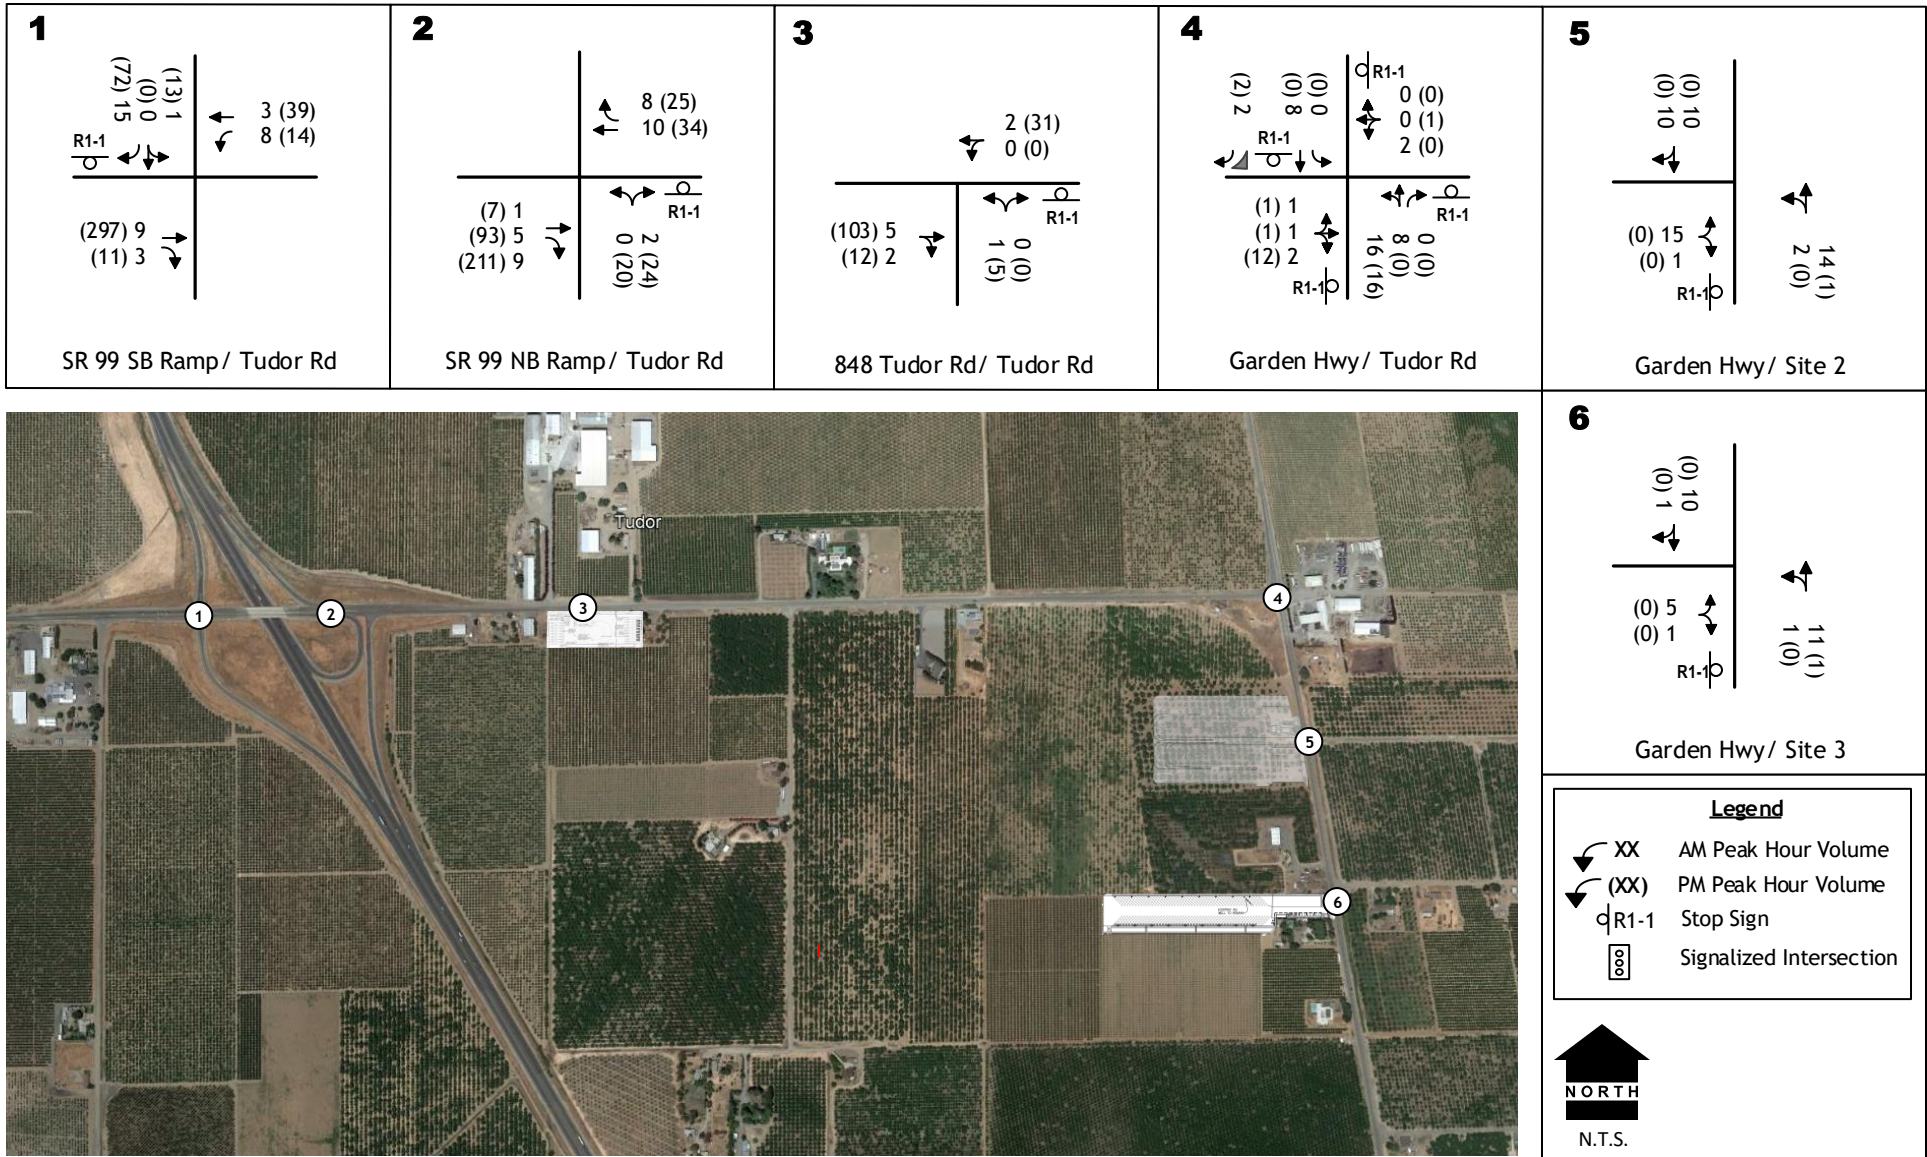 1
(72) 15
(0) 0
(13) 1
3 (39)
8 (14)
R1-1
(297) 9
(11) 3
SR 99 SB Ramp / Tudor Rd
2
8 (25)
10 (34)
(7) 1
(93) 5
(211) 9
R1-1
0 (20)
2 (24)
SR 99 NB Ramp / Tudor Rd
3
2 (31)
0 (0)
(103) 5
(12) 2
R1-1
1 (5)
0 (0)
848 Tudor Rd / Tudor Rd
4
(2) 2
(0) 8
(0) 0
R1-1
0 (0)
0 (1)
2 (0)
R1-1
(1) 1
(1) 1
(12) 2
R1-1
R1-1
16 (16)
8 (0)
0 (0)
Garden Hwy / Tudor Rd
5
(0) 10
(0) 10
(0) 15
(0) 1
R1-1
2 (0)
14 (1)
Garden Hwy / Site 2
6
(0) 1
(0) 10
(0) 5
(0) 1
R1-1
1 (0)
11 (1)
Garden Hwy / Site 3
Tudor
1
2
3
4
5
6
Legend
XX AM Peak Hour Volume
(XX) PM Peak Hour Volume
R1-1 Stop Sign
Signalized Intersection
NORTH
N.T.S.